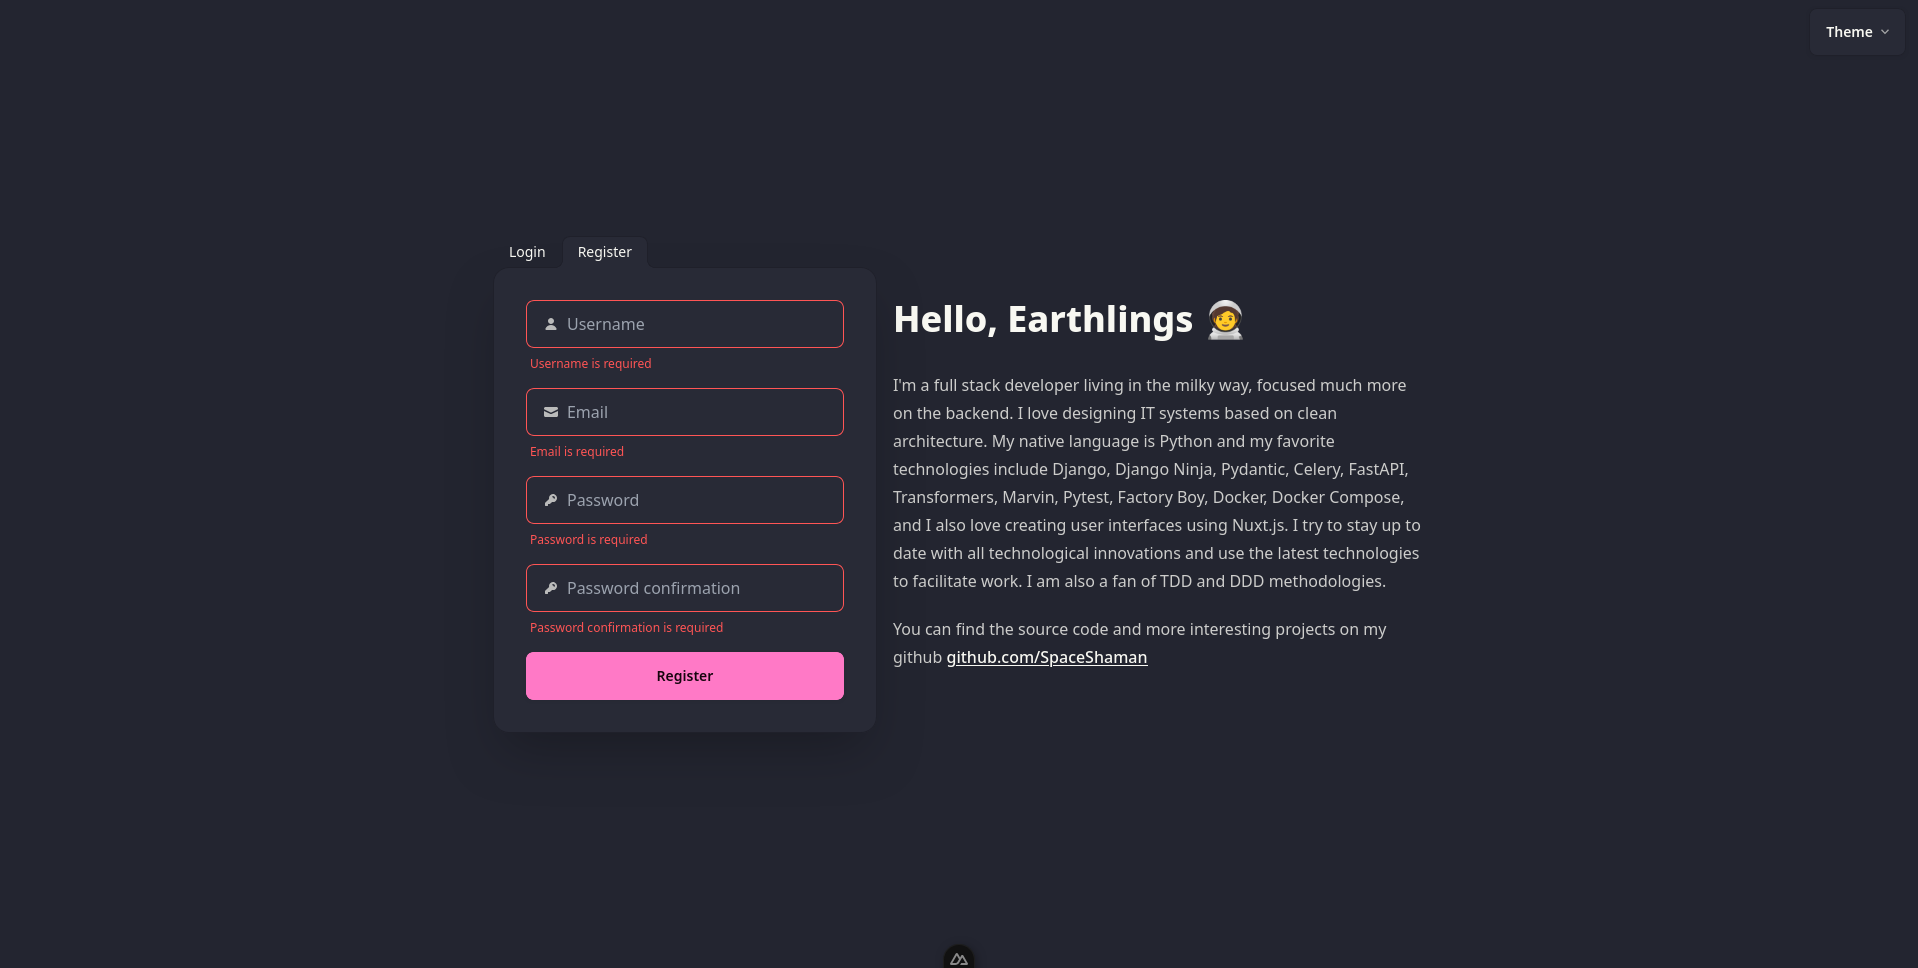 Theme
Login
Register
Username
Username is required
Email
Email is required
Password
Password is required
Password confirmation
Password confirmation is required
Register
Hello, Earthlings 🧑‍🚀
I'm a full stack developer living in the milky way, focused much more
on the backend. I love designing IT systems based on clean
architecture. My native language is Python and my favorite
technologies include Django, Django Ninja, Pydantic, Celery, FastAPI,
Transformers, Marvin, Pytest, Factory Boy, Docker, Docker Compose,
and I also love creating user interfaces using Nuxt.js. I try to stay up to
date with all technological innovations and use the latest technologies
to facilitate work. I am also a fan of TDD and DDD methodologies.
You can find the source code and more interesting projects on my
github github.com/SpaceShaman